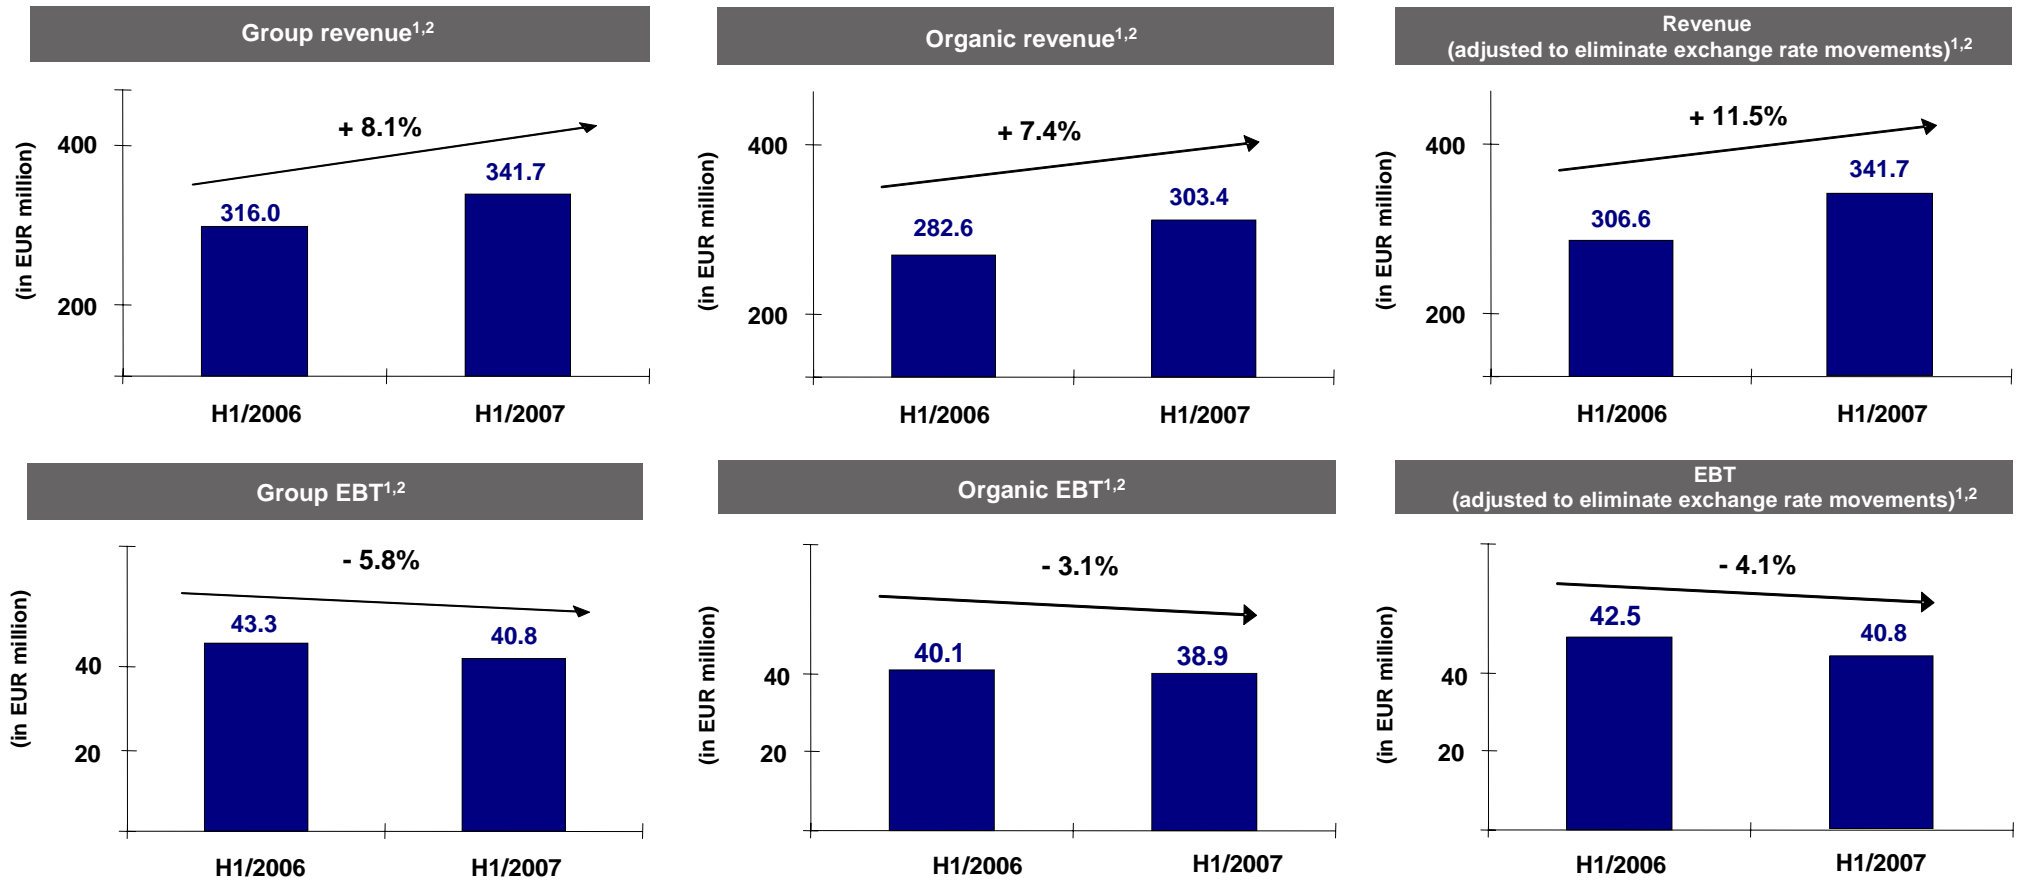 Group revenue1,2
+ 8.1%
400
341.7
316.0
(in EUR million)
200
H1/2006
H1/2007
Organic revenue1,2
+ 7.4%
400
303.4
282.6
(in EUR million)
200
H1/2006
H1/2007
Revenue
(adjusted to eliminate exchange rate movements)1,2
+ 11.5%
400
341.7
306.6
(in EUR million)
200
H1/2006
H1/2007
Group EBT1,2
- 5.8%
43.3
40.8
40
(in EUR million)
20
H1/2006
H1/2007
Organic EBT1,2
- 3.1%
40.1
38.9
40
(in EUR million)
20
H1/2006
H1/2007
EBT
(adjusted to eliminate exchange rate movements)1,2
- 4.1%
42.5
40.8
40
(in EUR million)
20
H1/2006
H1/2007